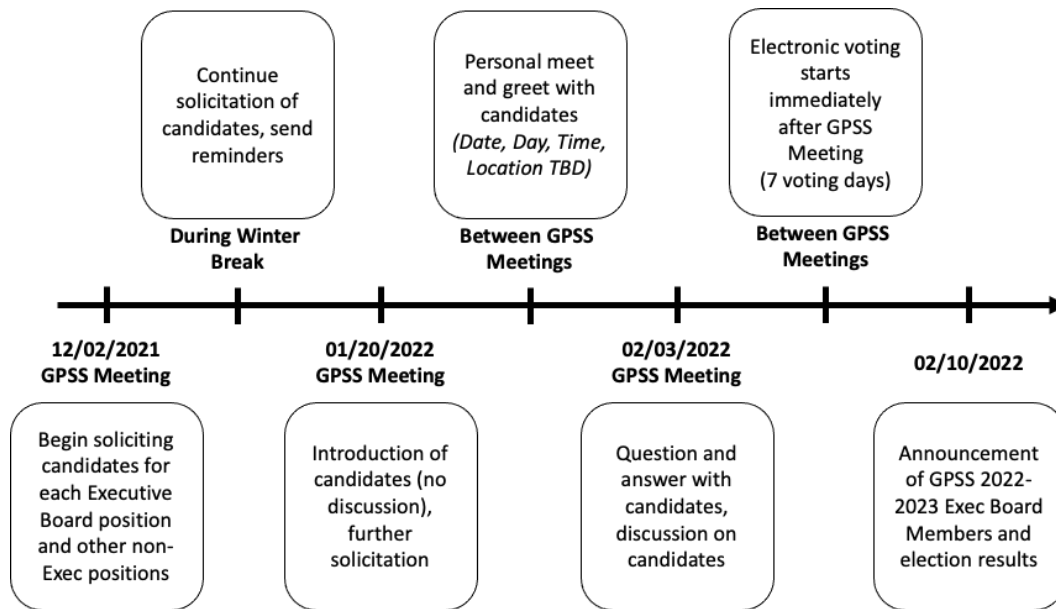 Continue
solicitation of
candidates, send
reminders
During Winter
Break
Personal meet
and greet with
candidates
(Date, Day, Time,
Location TBD)
Between GPSS
Meetings
Electronic voting
starts
immediately
after GPSS
Meeting
(7 voting days)
Between GPSS
Meetings
12/02/2021
GPSS Meeting
Begin soliciting
candidates for
each Executive
Board position
and other non-
Exec positions
01/20/2022
GPSS Meeting
Introduction of
candidates (no
discussion),
further
solicitation
02/03/2022
GPSS Meeting
Question and
answer with
candidates,
discussion on
candidates
02/10/2022
Announcement
of GPSS 2022-
2023 Exec Board
Members and
election results